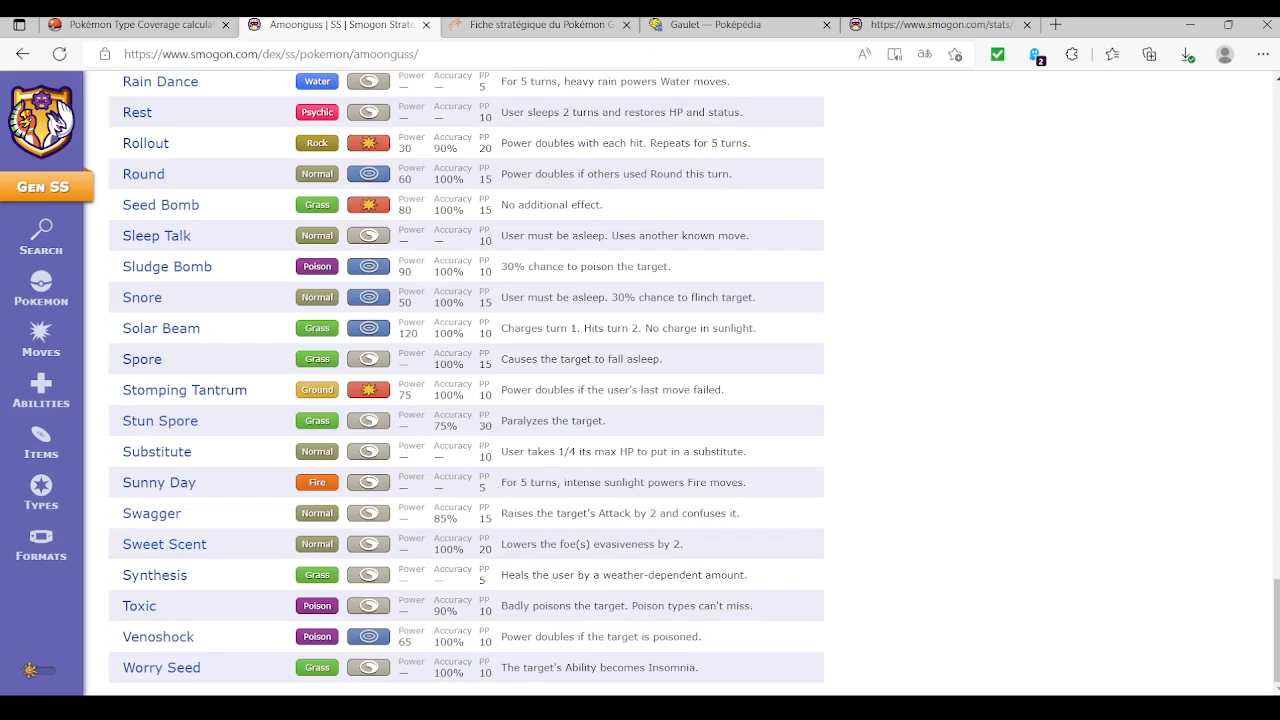 Pokémon Type Coverage calcula
Amoonguss | SS | Smogon Strate
Fiche stratégique du Pokémon G
Gaulet — Poképédia
https://www.smogon.com/stats/
https://www.smogon.com/dex/ss/pokemon/amoonguss/
2
GEN SS
SEARCH
POKEMON
MOVES
ABILITIES
ITEMS
TYPES
FORMATS
Rain Dance Water Power — Accuracy — PP 5 For 5 turns, heavy rain powers Water moves.
Rest Psychic Power — Accuracy — PP 10 User sleeps 2 turns and restores HP and status.
Rollout Rock Power 30 Accuracy 90% PP 20 Power doubles with each hit. Repeats for 5 turns.
Round Normal Power 60 Accuracy 100% PP 15 Power doubles if others used Round this turn.
Seed Bomb Grass Power 80 Accuracy 100% PP 15 No additional effect.
Sleep Talk Normal Power — Accuracy — PP 10 User must be asleep. Uses another known move.
Sludge Bomb Poison Power 90 Accuracy 100% PP 10 30% chance to poison the target.
Snore Normal Power 50 Accuracy 100% PP 15 User must be asleep. 30% chance to flinch target.
Solar Beam Grass Power 120 Accuracy 100% PP 10 Charges turn 1. Hits turn 2. No charge in sunlight.
Spore Grass Power — Accuracy 100% PP 15 Causes the target to fall asleep.
Stomping Tantrum Ground Power 75 Accuracy 100% PP 10 Power doubles if the user's last move failed.
Stun Spore Grass Power — Accuracy 75% PP 30 Paralyzes the target.
Substitute Normal Power — Accuracy — PP 10 User takes 1/4 its max HP to put in a substitute.
Sunny Day Fire Power — Accuracy — PP 5 For 5 turns, intense sunlight powers Fire moves.
Swagger Normal Power — Accuracy 85% PP 15 Raises the target's Attack by 2 and confuses it.
Sweet Scent Normal Power — Accuracy 100% PP 20 Lowers the foe(s) evasiveness by 2.
Synthesis Grass Power — Accuracy — PP 5 Heals the user by a weather-dependent amount.
Toxic Poison Power — Accuracy 90% PP 10 Badly poisons the target. Poison types can't miss.
Venoshock Poison Power 65 Accuracy 100% PP 10 Power doubles if the target is poisoned.
Worry Seed Grass Power — Accuracy 100% PP 10 The target's Ability becomes Insomnia.